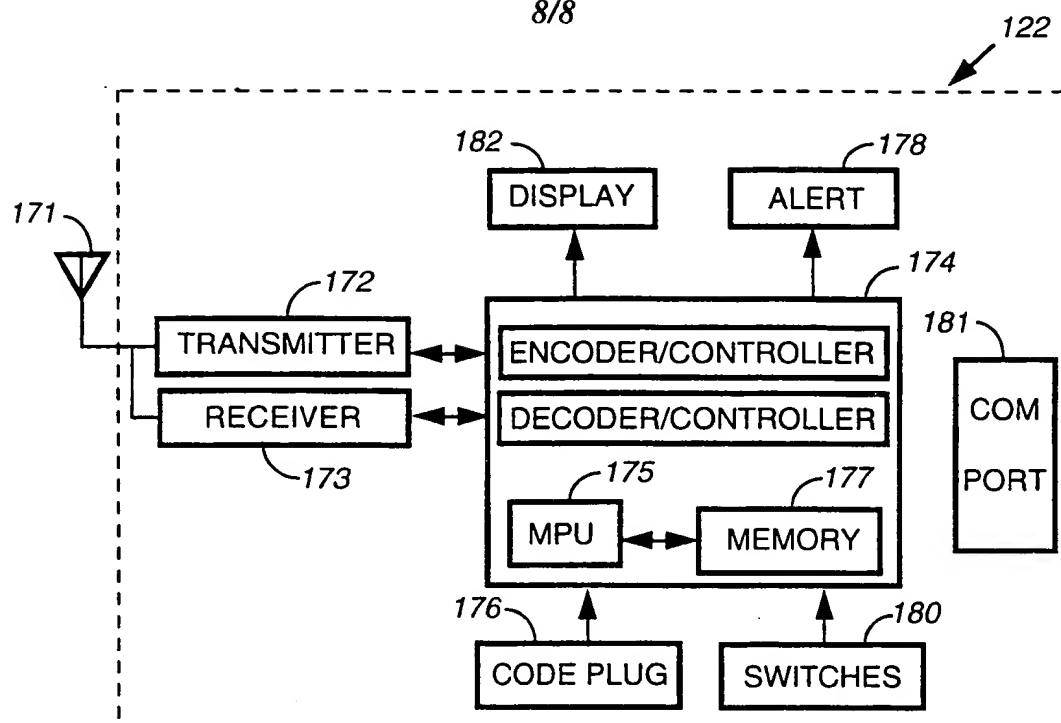 8/8
122
182
178
DISPLAY
ALERT
171
174
172
181
TRANSMITTER
ENCODER/CONTROLLER
RECEIVER
DECODER/CONTROLLER
COM
PORT
173
175
177
MPU
MEMORY
176
180
CODE PLUG
SWITCHES